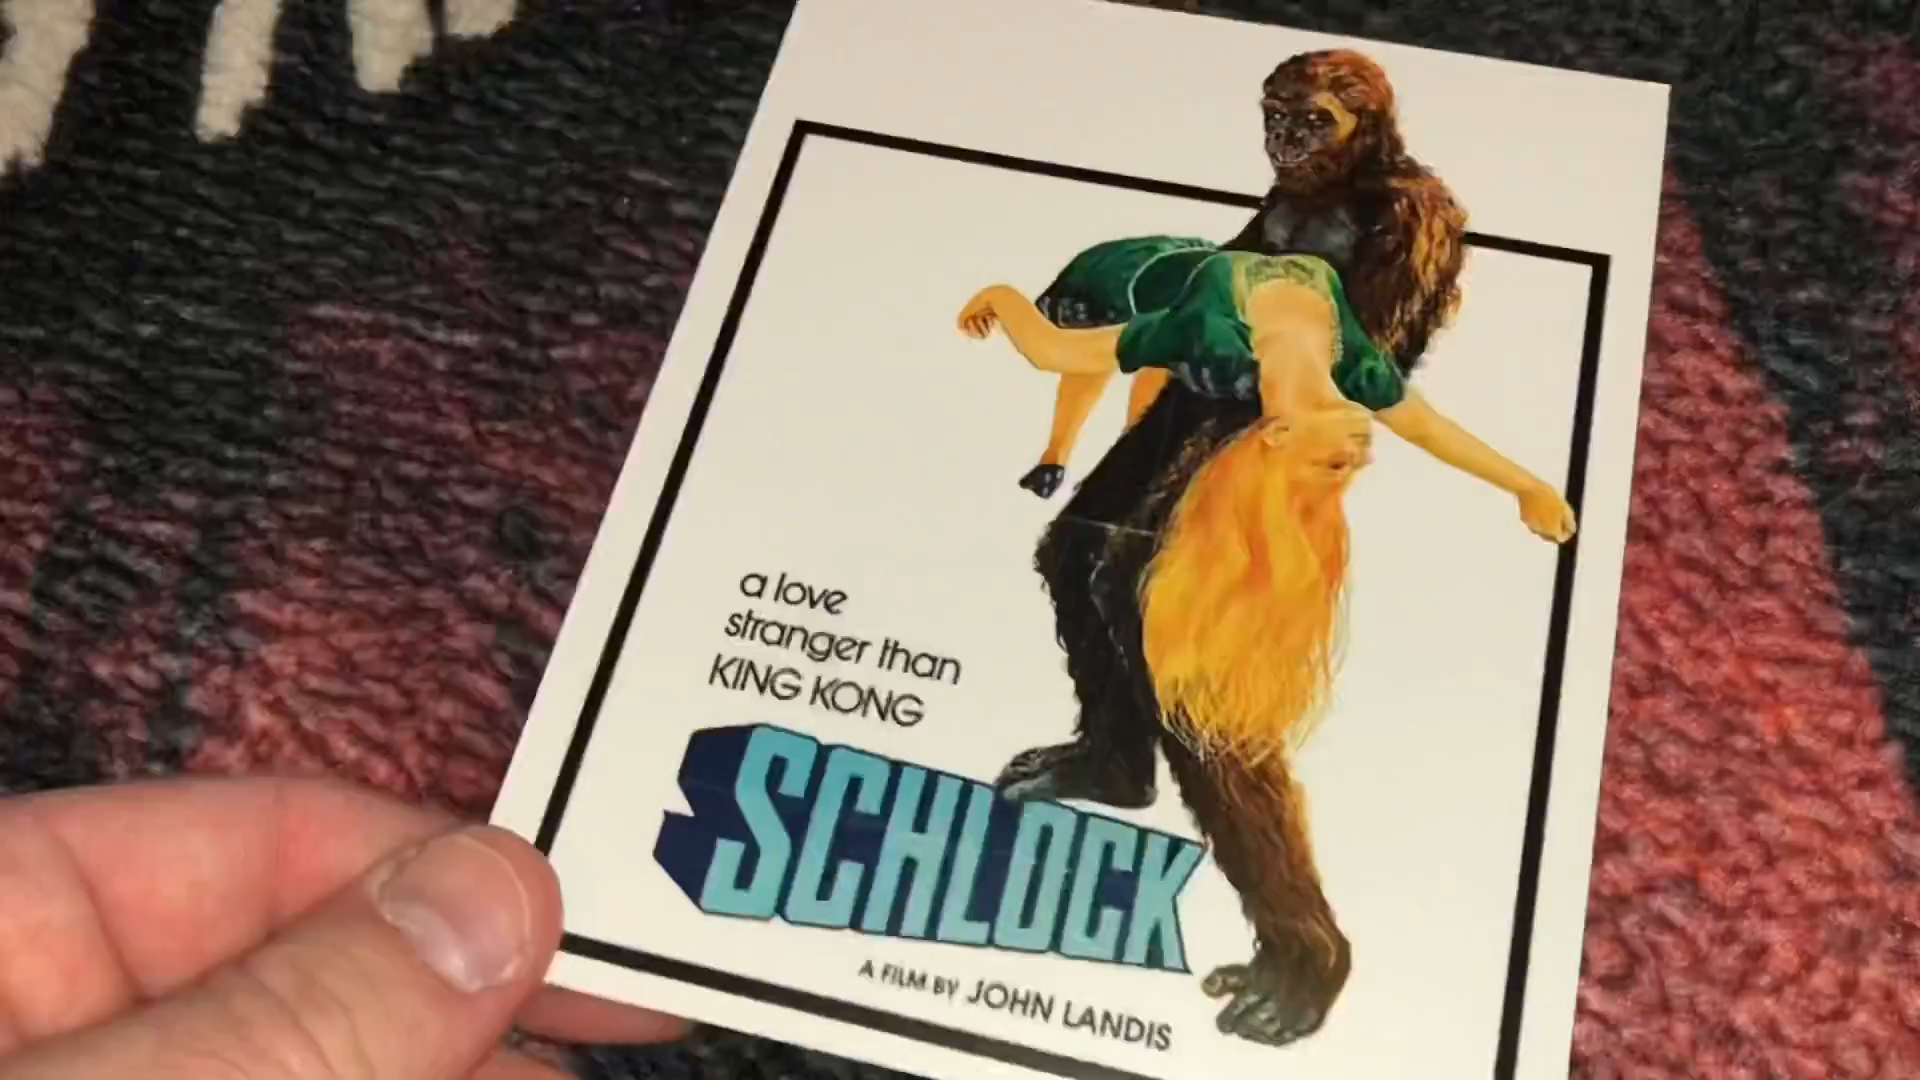 a love
stranger than
KING KONG
SCHLOCK
A FILM BY JOHN LANDIS